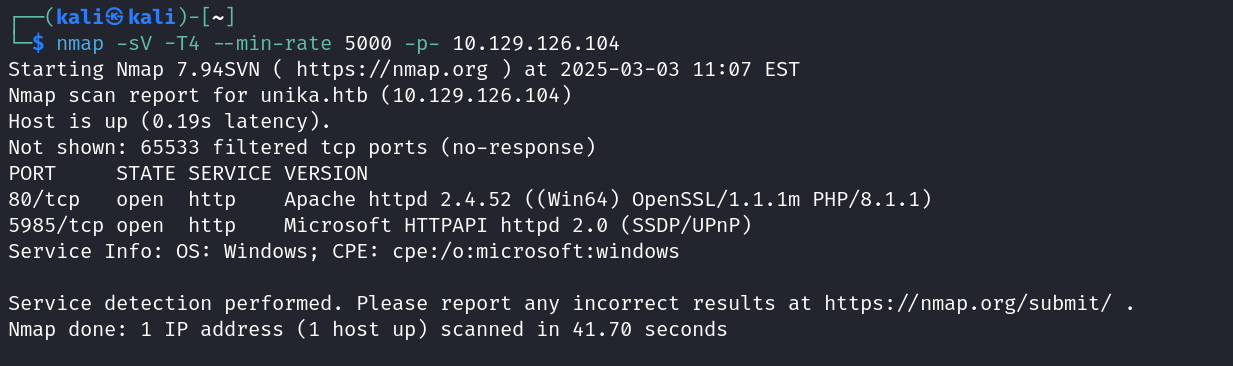 ┌──(kali㉿kali)-[~]
└─$ nmap -sV -T4 --min-rate 5000 -p- 10.129.126.104
Starting Nmap 7.94SVN ( https://nmap.org ) at 2025-03-03 11:07 EST
Nmap scan report for unika.htb (10.129.126.104)
Host is up (0.19s latency).
Not shown: 65533 filtered tcp ports (no-response)
PORT     STATE SERVICE VERSION
80/tcp   open  http    Apache httpd 2.4.52 ((Win64) OpenSSL/1.1.1m PHP/8.1.1)
5985/tcp open  http    Microsoft HTTPAPI httpd 2.0 (SSDP/UPnP)
Service Info: OS: Windows; CPE: cpe:/o:microsoft:windows

Service detection performed. Please report any incorrect results at https://nmap.org/submit/ .
Nmap done: 1 IP address (1 host up) scanned in 41.70 seconds